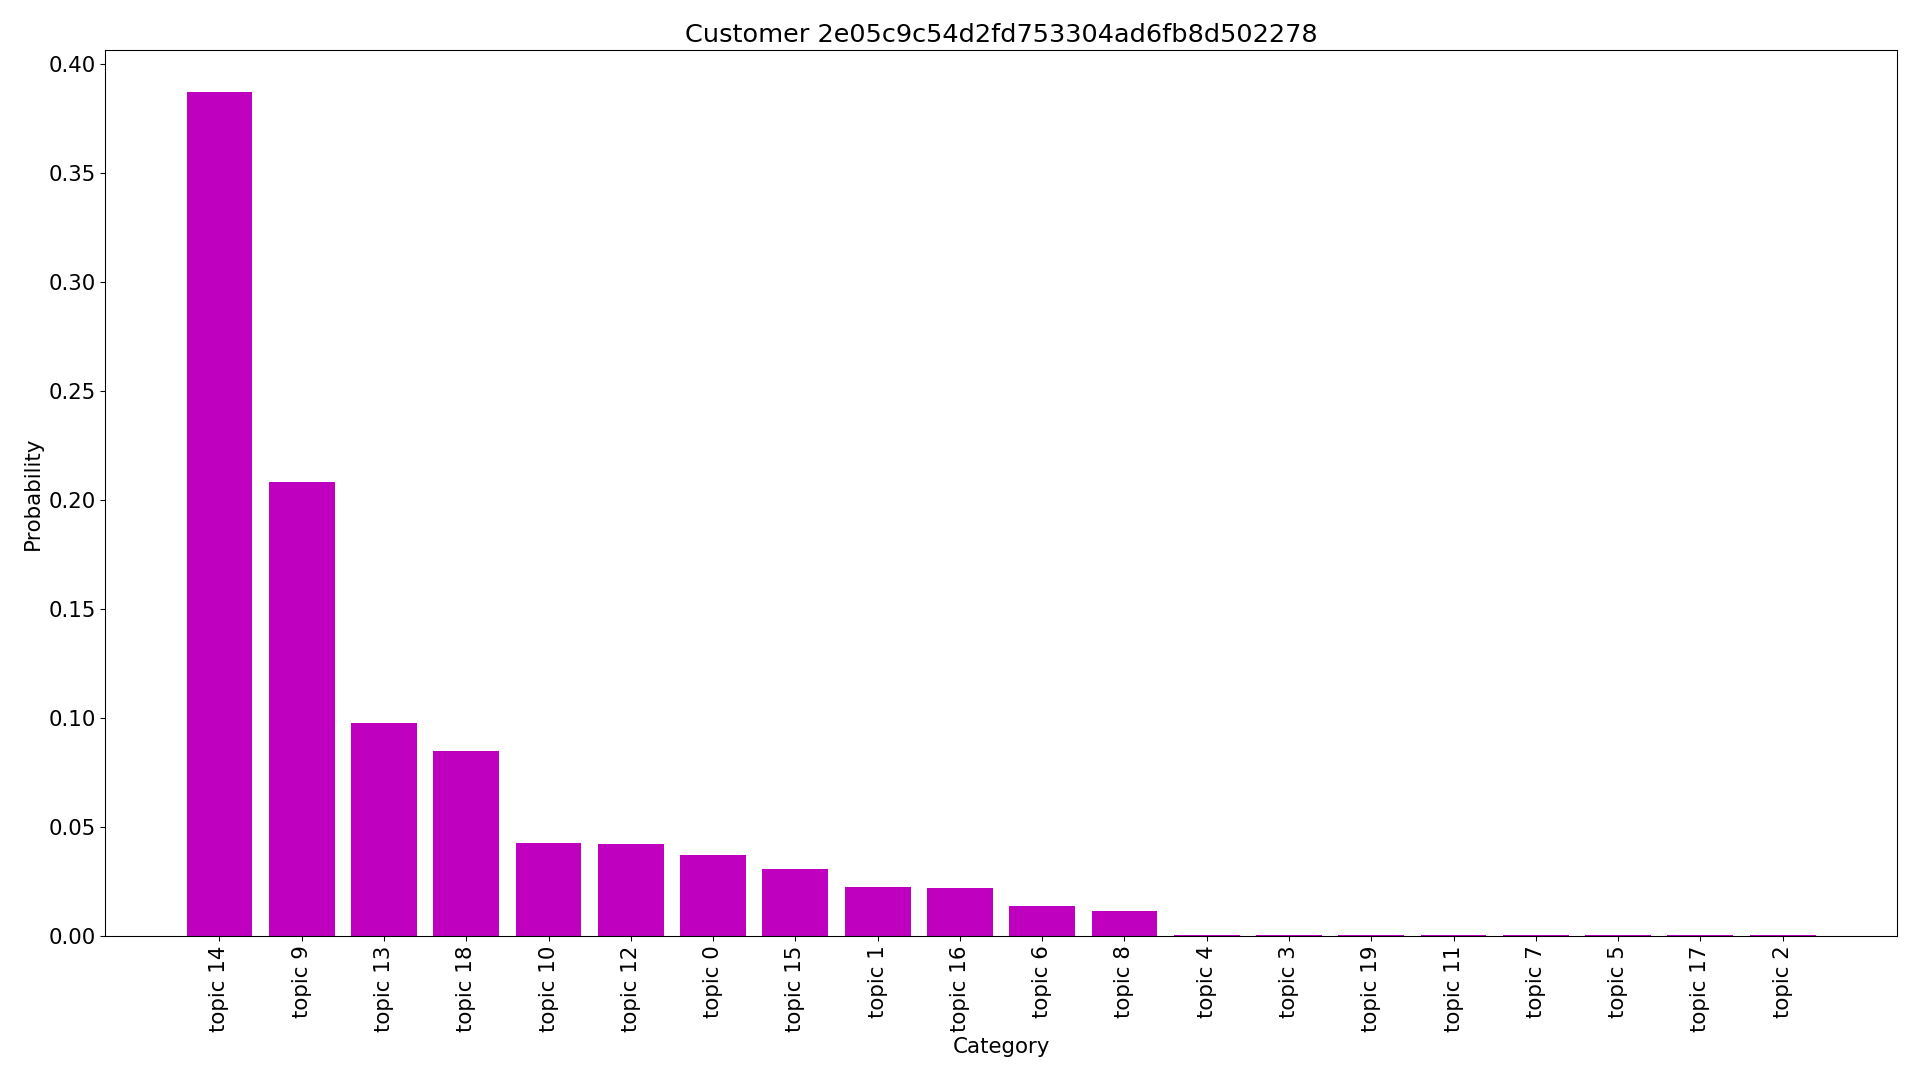 Customer 2e05c9c54d2fd753304ad6fb8d502278
Probability
0.40
0.35
0.30
0.25
0.20
0.15
0.10
0.05
0.00
topic 14
topic 9
topic 13
topic 18
topic 10
topic 12
topic 0
topic 15
topic 1
topic 16
topic 6
topic 8
topic 4
topic 3
topic 19
topic 11
topic 7
topic 5
topic 17
topic 2
Category